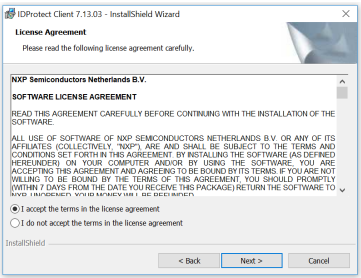 IDProtect Client 7.13.03 - InstallShield Wizard
License Agreement
Please read the following license agreement carefully.
NXP Semiconductors Netherlands B.V.
SOFTWARE LICENSE AGREEMENT
READ THIS AGREEMENT CAREFULLY BEFORE CONTINUING WITH THE INSTALLATION OF THE
SOFTWARE.
ALL USE OF SOFTWARE OF NXP SEMICONDUCTORS NETHERLANDS B.V. OR ANY OF ITS
AFFILIATES (COLLECTIVELY, "NXP"), ARE AND SHALL BE SUBJECT TO THE TERMS AND
CONDITIONS SET FORTH IN THIS AGREEMENT. BY INSTALLING THE SOFTWARE (AS DEFINED
HEREUNDER) ON YOUR COMPUTER AND/OR BY USING THE SOFTWARE, YOU ARE
ACCEPTING THIS AGREEMENT AND AGREEING TO BE BOUND BY ITS TERMS. IF YOU ARE NOT
WILLING TO BE BOUND BY THE TERMS OF THIS AGREEMENT, YOU SHOULD PROMPTLY
(WITHIN 7 DAYS FROM THE DATE YOU RECEIVE THIS PACKAGE) RETURN THE SOFTWARE TO
NXP, UNOPENED, YOUR MONEY WILL BE REFUNDED
I accept the terms in the license agreement
I do not accept the terms in the license agreement
InstallShield
< Back
Next >
Cancel